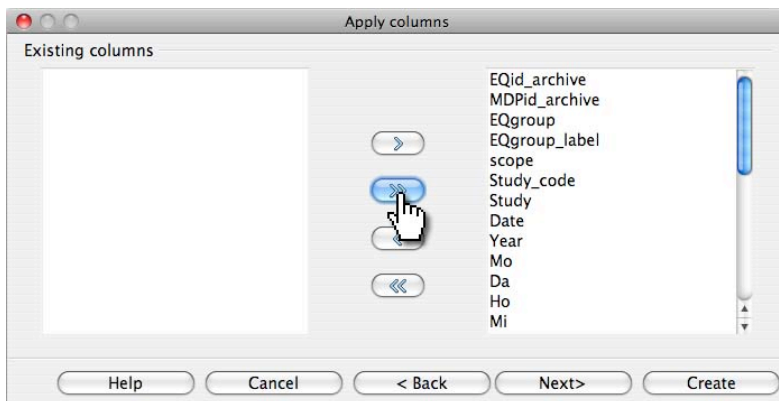 Apply columns
Existing columns
EQid_archive
MDPid_archive
EQgroup
EQgroup_label
scope
Study_code
Study
Date
Year
Mo
Da
Ho
Mi
>
>>
<
<<
Help
Cancel
< Back
Next>
Create